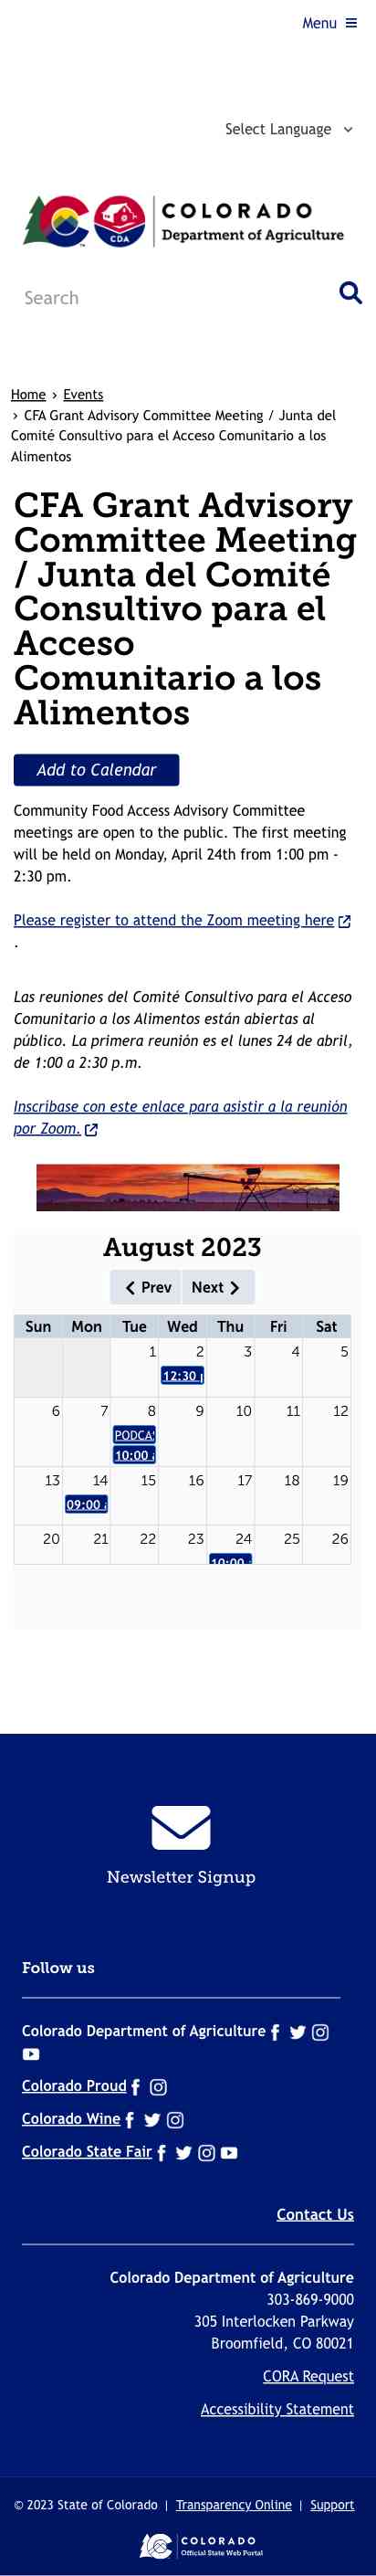 Menu
Select Language
COLORADO
CDA
Department of Agriculture
TM
Search
Home › Events
› CFA Grant Advisory Committee Meeting / Junta del
Comité Consultivo para el Acceso Comunitario a los
Alimentos
CFA Grant Advisory
Committee Meeting
/ Junta del Comité
Consultivo para el
Acceso
Comunitario a los
Alimentos
Add to Calendar
Community Food Access Advisory Committee
meetings are open to the public. The first meeting
will be held on Monday, April 24th from 1:00 pm -
2:30 pm.
Please register to attend the Zoom meeting here
.
Las reuniones del Comité Consultivo para el Acceso
Comunitario a los Alimentos están abiertas al
público. La primera reunión es el lunes 24 de abril,
de 1:00 a 2:30 p.m.
Inscríbase con este enlace para asistir a la reunión
por Zoom.
August 2023
Prev Next
Sun Mon Tue Wed Thu Fri Sat
1 2 3 4 5
12:30
6 7 8 9 10 11 12
10:00
13 14 15 16 17 18 19
09:00
20 21 22 23 24 25 26
10:00
Newsletter Signup
Follow us
Colorado Department of Agriculture
Colorado Proud
Colorado Wine
Colorado State Fair
Contact Us
Colorado Department of Agriculture
303-869-9000
305 Interlocken Parkway
Broomfield, CO 80021
CORA Request
Accessibility Statement
© 2023 State of Colorado | Transparency Online | Support
COLORADO
Official State Web Portal